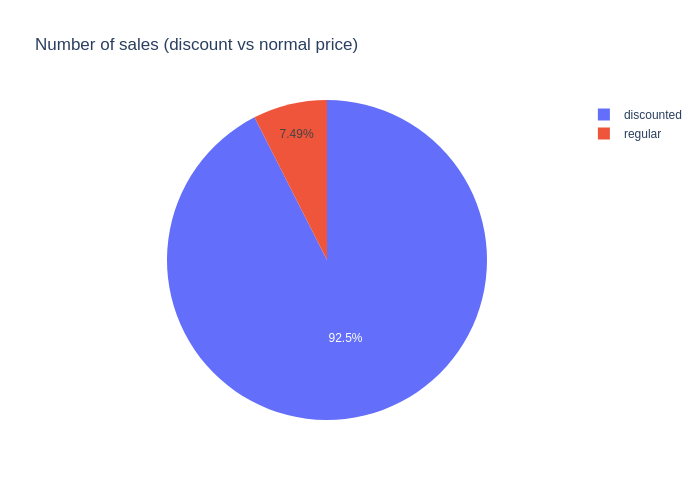 Number of sales (discount vs normal price)
discounted
regular
7.49%
92.5%